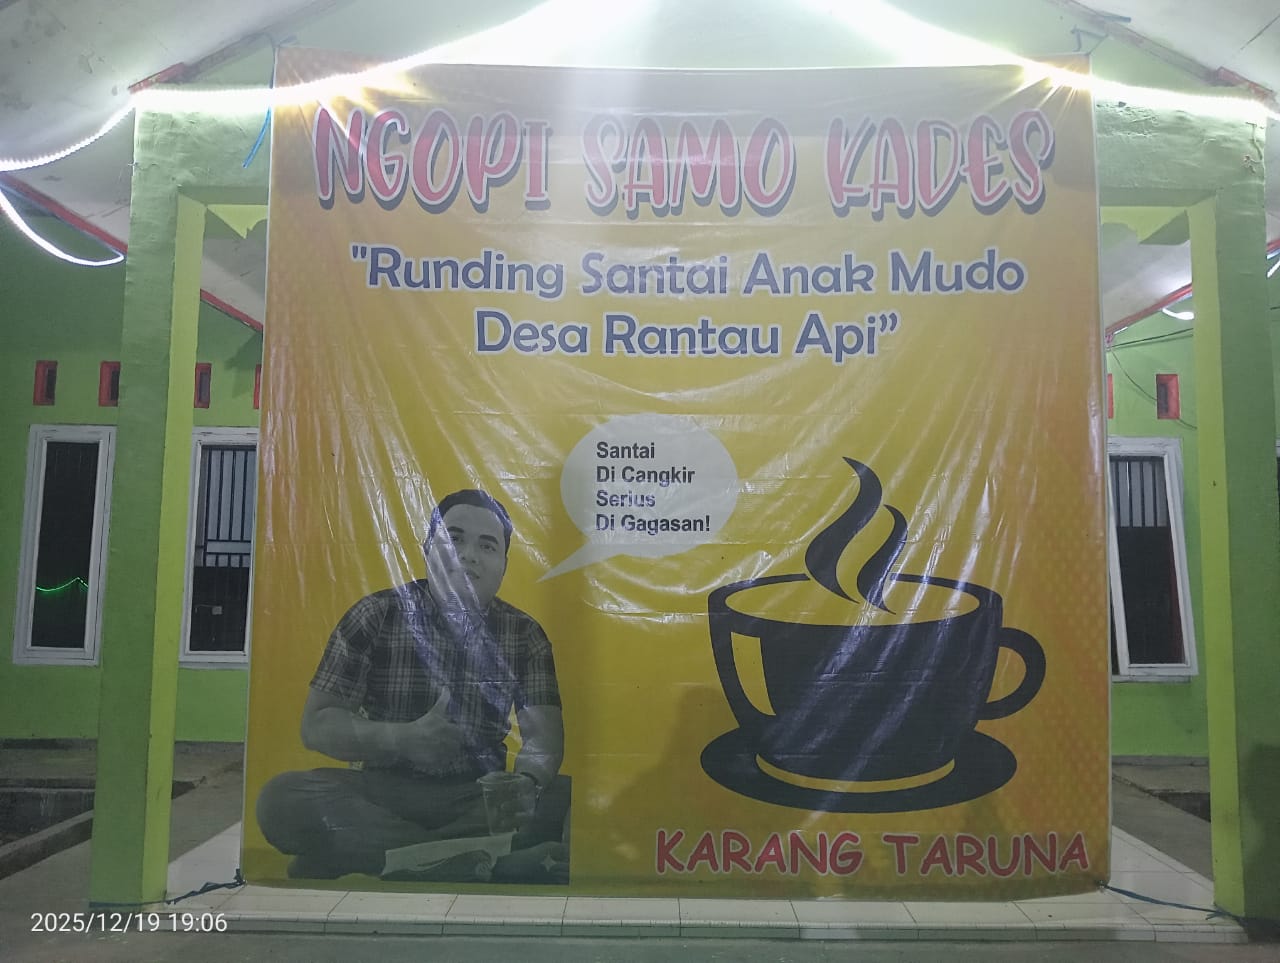 NGOPI SAMO KADES
"Runding Santai Anak Mudo
Desa Rantau Api”
Santai
Di Cangkir
Serius
Di Gagasan!
KARANG TARUNA
2025/12/19 19:06